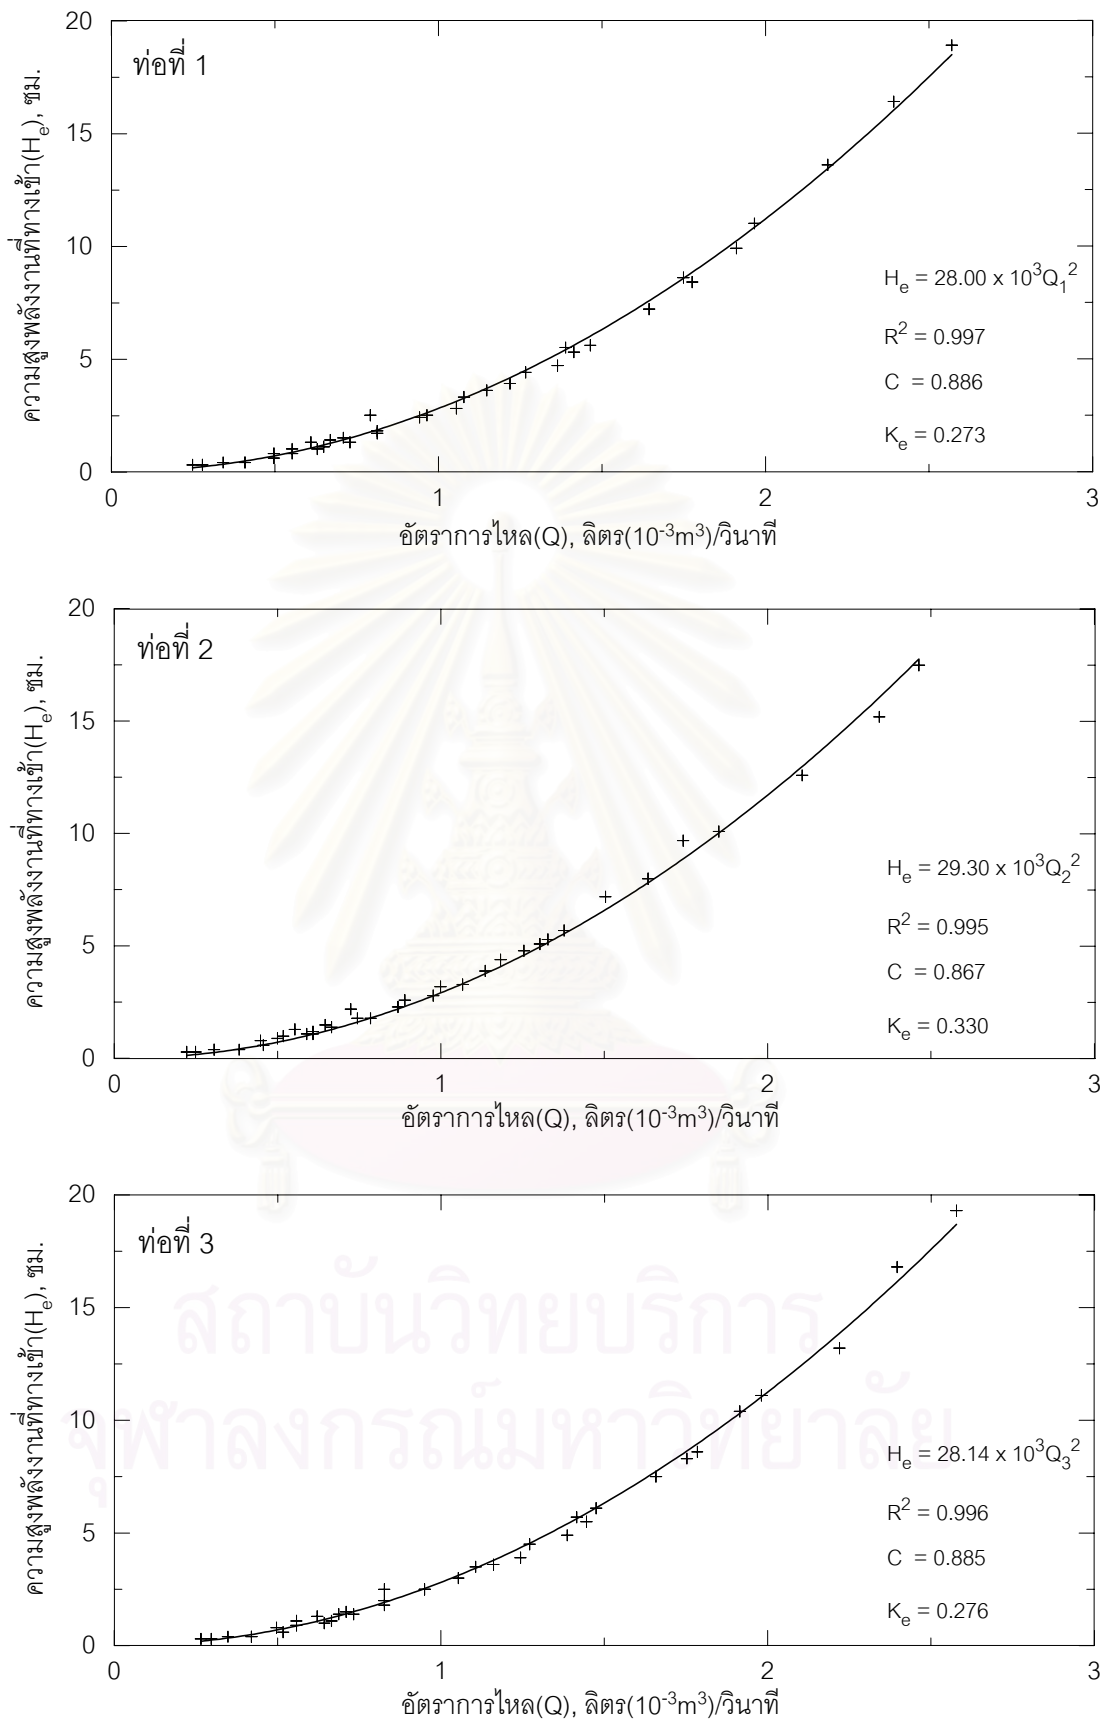 ท่อที่ 1
ความสูงพลังงานที่ทางเข้า(Hₑ), ซม.
20
15
10
5
0
Hₑ = 28.00 x 10³Q₁²
R² = 0.997
C = 0.886
Kₑ = 0.273
0 1 2 3
อัตราการไหล(Q), ลิตร(10⁻³m³)/วินาที
ท่อที่ 2
ความสูงพลังงานที่ทางเข้า(Hₑ), ซม.
20
15
10
5
0
Hₑ = 29.30 x 10³Q₂²
R² = 0.995
C = 0.867
Kₑ = 0.330
0 1 2 3
อัตราการไหล(Q), ลิตร(10⁻³m³)/วินาที
ท่อที่ 3
ความสูงพลังงานที่ทางเข้า(Hₑ), ซม.
20
15
10
5
0
สถาบันวิทยบริการ
จุฬาลงกรณ์มหาวิทยาลัย
Hₑ = 28.14 x 10³Q₃²
R² = 0.996
C = 0.885
Kₑ = 0.276
0 1 2 3
อัตราการไหล(Q), ลิตร(10⁻³m³)/วินาที